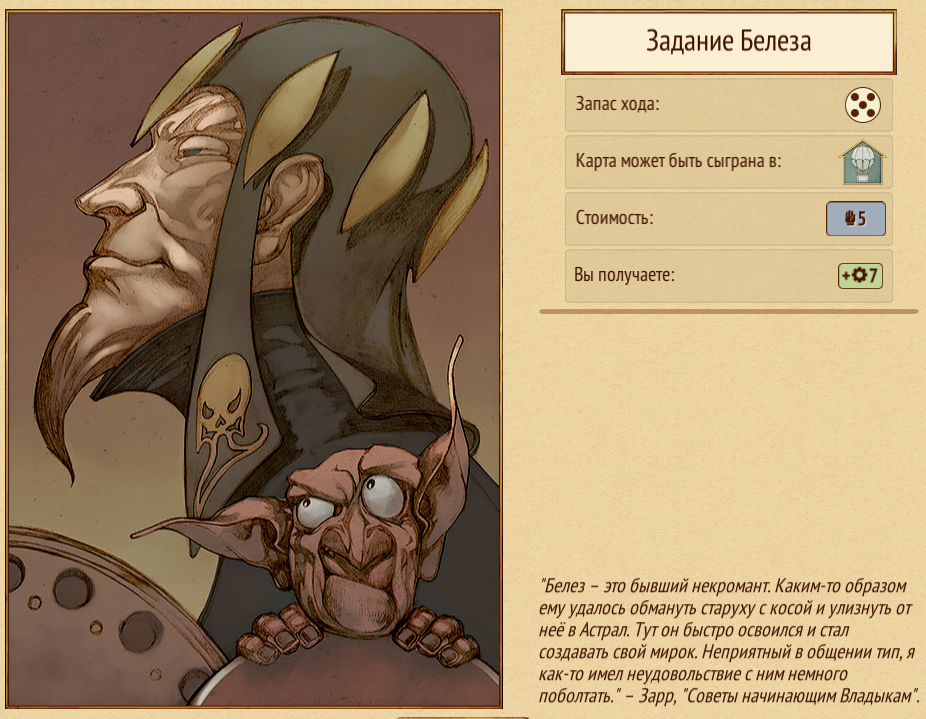 Задание Белеза
Запас хода:
Карта может быть сыграна в:
Стоимость:
5
Вы получаете:
+7
"Белез – это бывший некромант. Каким-то образом
ему удалось обмануть старуху с косой и улизнуть от
неё в Астрал. Тут он быстро освоился и стал
создавать свой мирок. Неприятный в общении тип, я
как-то имел неудовольствие с ним немного
поболтать." – Зарр, "Советы начинающим Владыкам".